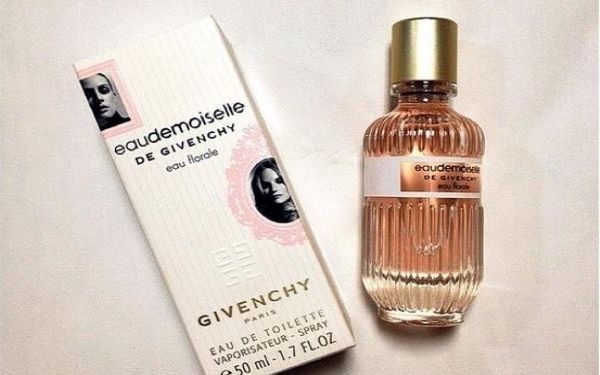 eaudemoiselle
DE GIVENCHY
eau florale
GIVENCHY
PARIS
EAU DE TOILETTE
VAPORISATEUR - SPRAY
℮ 50 ml - 1.7 FL.OZ
eaudemoiselle
DE GIVENCHY
eau florale